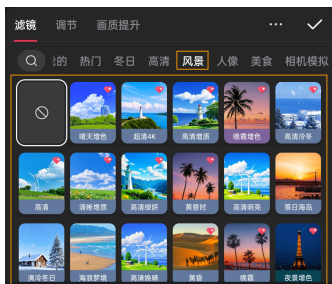 滤镜 调节 画质提升 ...
的 热门 冬日 高清 风景 人像 美食 相机模拟
晴天增色 超清4K 高清增质 晚霞增色 高清冷冬
高清 清晰增质 高清绿妍 黄昏时 高清明亮 落日海岛
清冷冬日 海浪梦境 高清焕晴 黄昏 晚霞 夜景增色